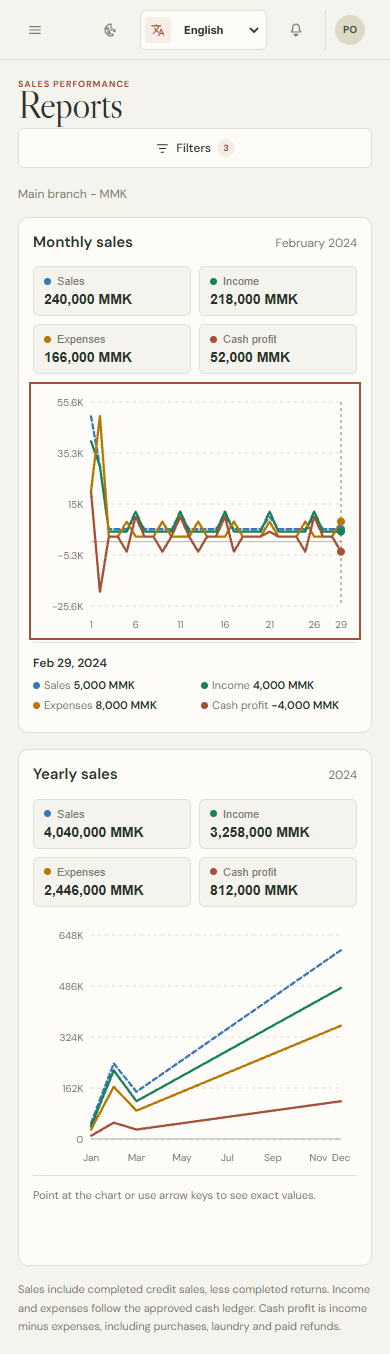 English
PO
SALES PERFORMANCE
Reports
Filters 3
Main branch – MMK
Monthly sales February 2024
Sales
240,000 MMK
Income
218,000 MMK
Expenses
166,000 MMK
Cash profit
52,000 MMK
55.6K
35.3K
15K
−5.3K
−25.6K
1 6 11 16 21 26 29
Feb 29, 2024
Sales 5,000 MMK Income 4,000 MMK
Expenses 8,000 MMK Cash profit −4,000 MMK
Yearly sales 2024
Sales
4,040,000 MMK
Income
3,258,000 MMK
Expenses
2,446,000 MMK
Cash profit
812,000 MMK
648K
486K
324K
162K
0
Jan Mar May Jul Sep Nov Dec
Point at the chart or use arrow keys to see exact values.
Sales include completed credit sales, less completed returns. Income
and expenses follow the approved cash ledger. Cash profit is income
minus expenses, including purchases, laundry and paid refunds.